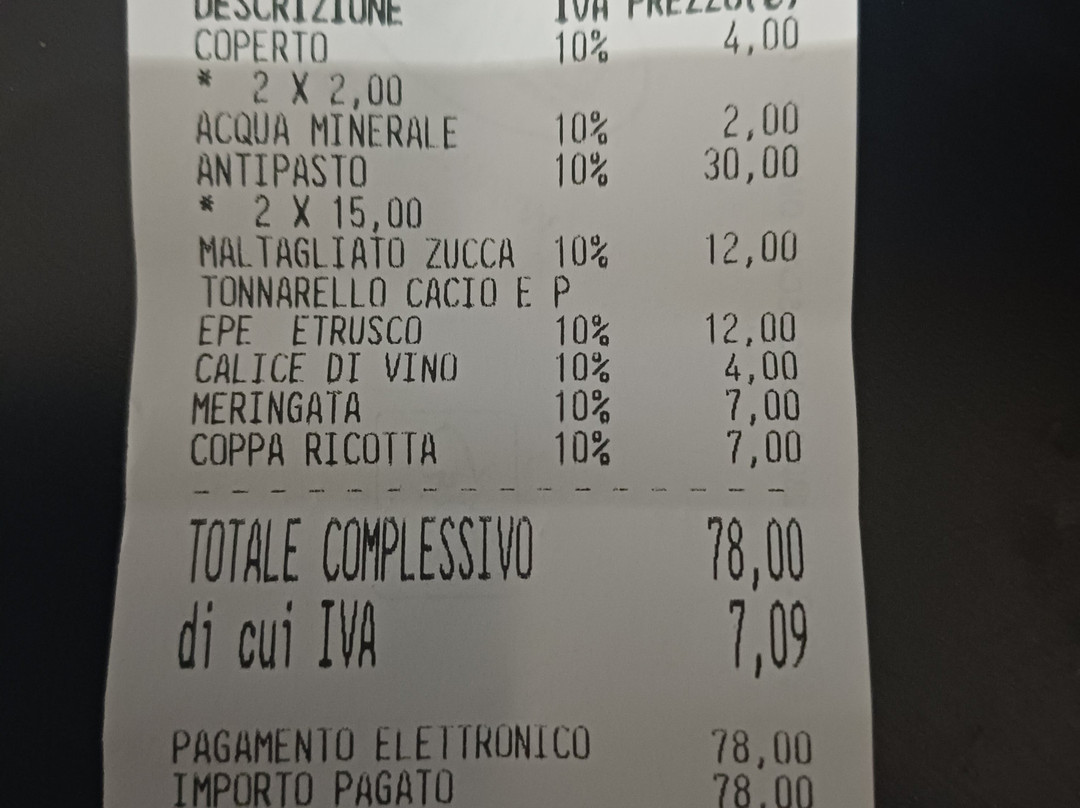 DESCRIZIONE IVA PREZZO(€)
COPERTO 10% 4,00
* 2 X 2,00
ACQUA MINERALE 10% 2,00
ANTIPASTO 10% 30,00
* 2 X 15,00
MALTAGLIATO ZUCCA 10% 12,00
TONNARELLO CACIO E P
EPE ETRUSCO 10% 12,00
CALICE DI VINO 10% 4,00
MERINGATA 10% 7,00
COPPA RICOTTA 10% 7,00
TOTALE COMPLESSIVO 78,00
di cui IVA 7,09
PAGAMENTO ELETTRONICO 78,00
IMPORTO PAGATO 78,00